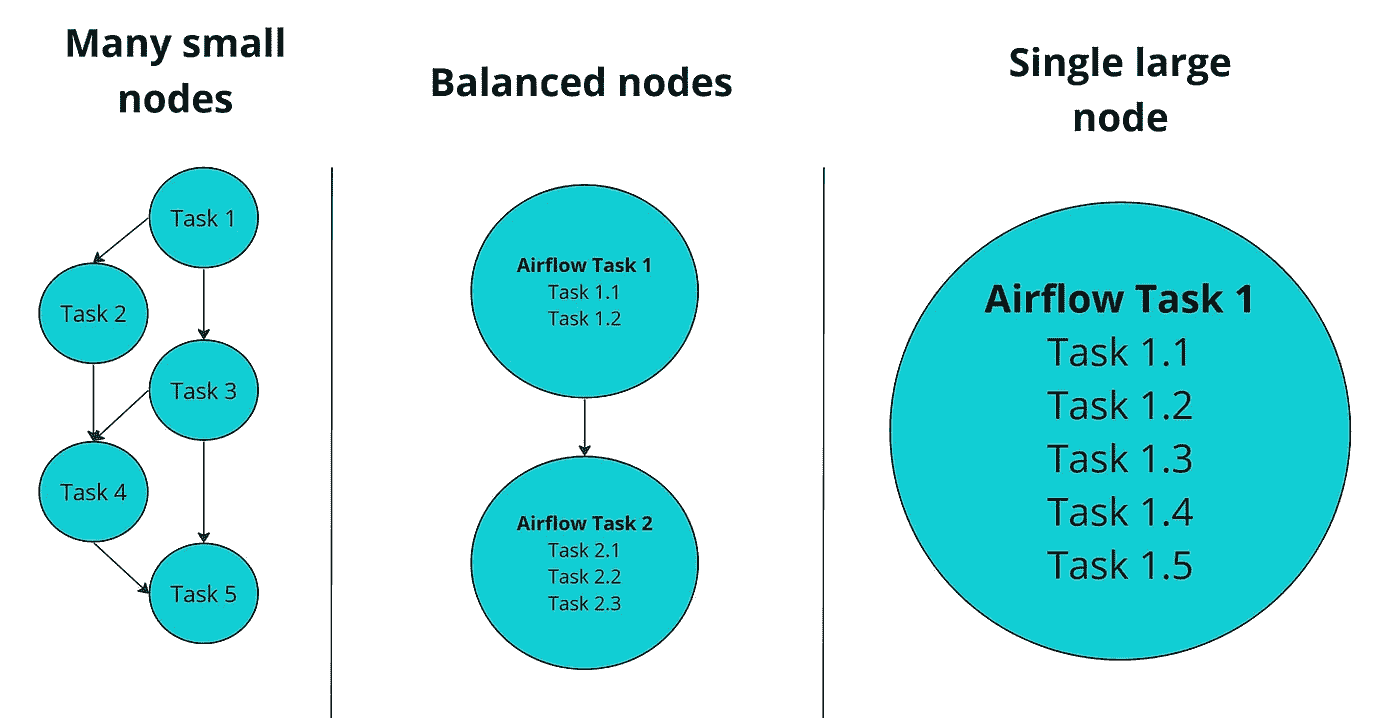 Many small
nodes
Task 1
Task 2
Task 3
Task 4
Task 5
Balanced nodes
Airflow Task 1
Task 1.1
Task 1.2
Airflow Task 2
Task 2.1
Task 2.2
Task 2.3
Single large
node
Airflow Task 1
Task 1.1
Task 1.2
Task 1.3
Task 1.4
Task 1.5